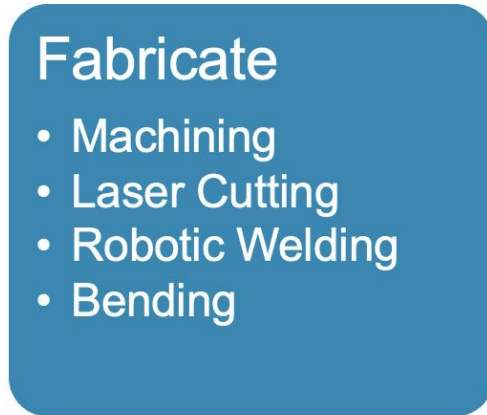 Fabricate
• Machining
• Laser Cutting
• Robotic Welding
• Bending